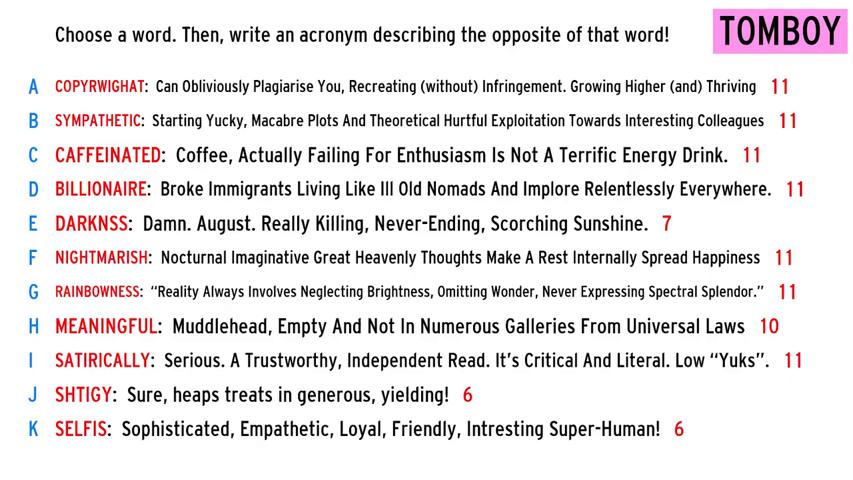 Choose a word. Then, write an acronym describing the opposite of that word!
TOMBOY
A COPYRWIGHAT: Can Obliviously Plagiarise You, Recreating (without) Infringement. Growing Higher (and) Thriving 11
B SYMPATHETIC: Starting Yucky, Macabre Plots And Theoretical Hurtful Exploitation Towards Interesting Colleagues 11
C CAFFEINATED: Coffee, Actually Failing For Enthusiasm Is Not A Terrific Energy Drink. 11
D BILLIONAIRE: Broke Immigrants Living Like Ill Old Nomads And Implore Relentlessly Everywhere. 11
E DARKNSS: Damn. August. Really Killing, Never-Ending, Scorching Sunshine. 7
F NIGHTMARISH: Nocturnal Imaginative Great Heavenly Thoughts Make A Rest Internally Spread Happiness 11
G RAINBOWNESS: “Reality Always Involves Neglecting Brightness, Omitting Wonder, Never Expressing Spectral Splendor.” 11
H MEANINGFUL: Muddlehead, Empty And Not In Numerous Galleries From Universal Laws 10
I SATIRICALLY: Serious. A Trustworthy, Independent Read. It’s Critical And Literal. Low “Yuks”. 11
J SHTIGY: Sure, heaps treats in generous, yielding! 6
K SELFIS: Sophisticated, Empathetic, Loyal, Friendly, Intresting Super-Human! 6